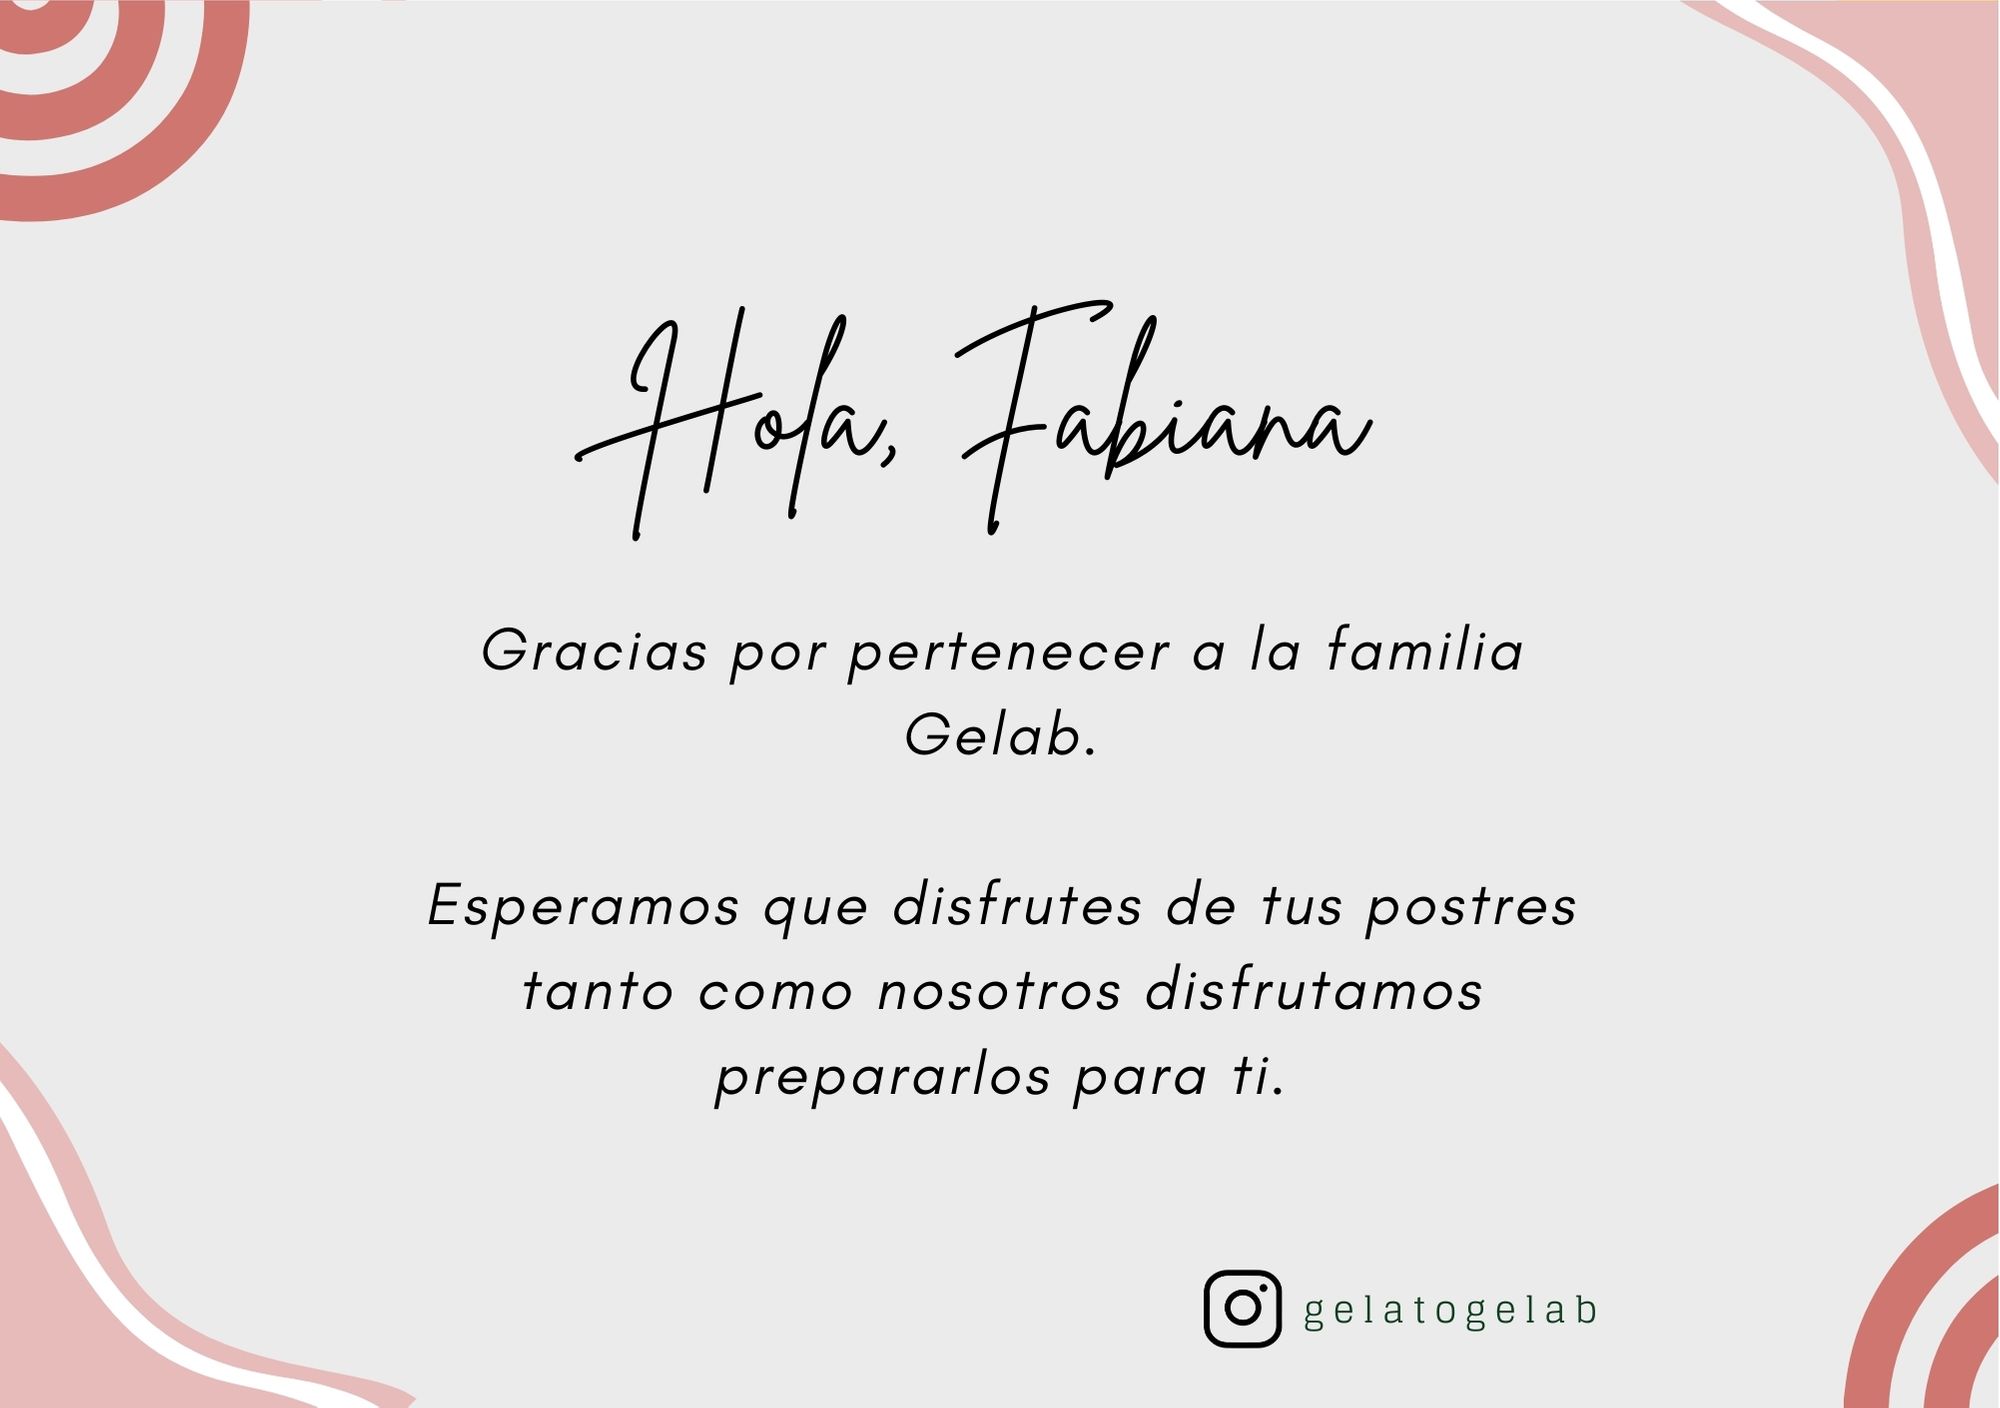 Hola, Fabiana
Gracias por pertenecer a la familia
Gelab.
Esperamos que disfrutes de tus postres
tanto como nosotros disfrutamos
prepararlos para ti.
gelatogelab